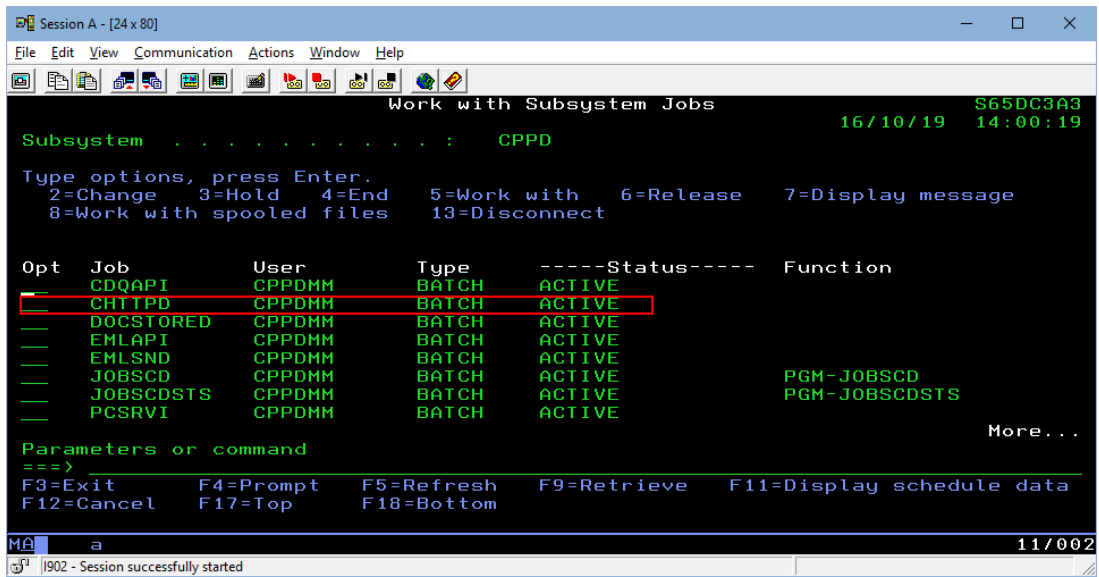 Session A - [24 x 80]
File Edit View Communication Actions Window Help
Work with Subsystem Jobs S65DC3A3
16/10/19 14:00:19
Subsystem . . . . . . . . . . : CPPD
Type options, press Enter.
2=Change 3=Hold 4=End 5=Work with 6=Release 7=Display message
8=Work with spooled files 13=Disconnect
Opt Job User Type -----Status----- Function
CDQAPI CPPDMM BATCH ACTIVE
CHTTPD CPPDMM BATCH ACTIVE
DOCSTORED CPPDMM BATCH ACTIVE
EMLAPI CPPDMM BATCH ACTIVE
EMLSND CPPDMM BATCH ACTIVE
JOBSCD CPPDMM BATCH ACTIVE PGM-JOBSCD
JOBSCDSTS CPPDMM BATCH ACTIVE PGM-JOBSCDSTS
PCSRVI CPPDMM BATCH ACTIVE
More...
Parameters or command
===>
F3=Exit F4=Prompt F5=Refresh F9=Retrieve F11=Display schedule data
F12=Cancel F17=Top F18=Bottom
MA a 11/002
I902 - Session successfully started